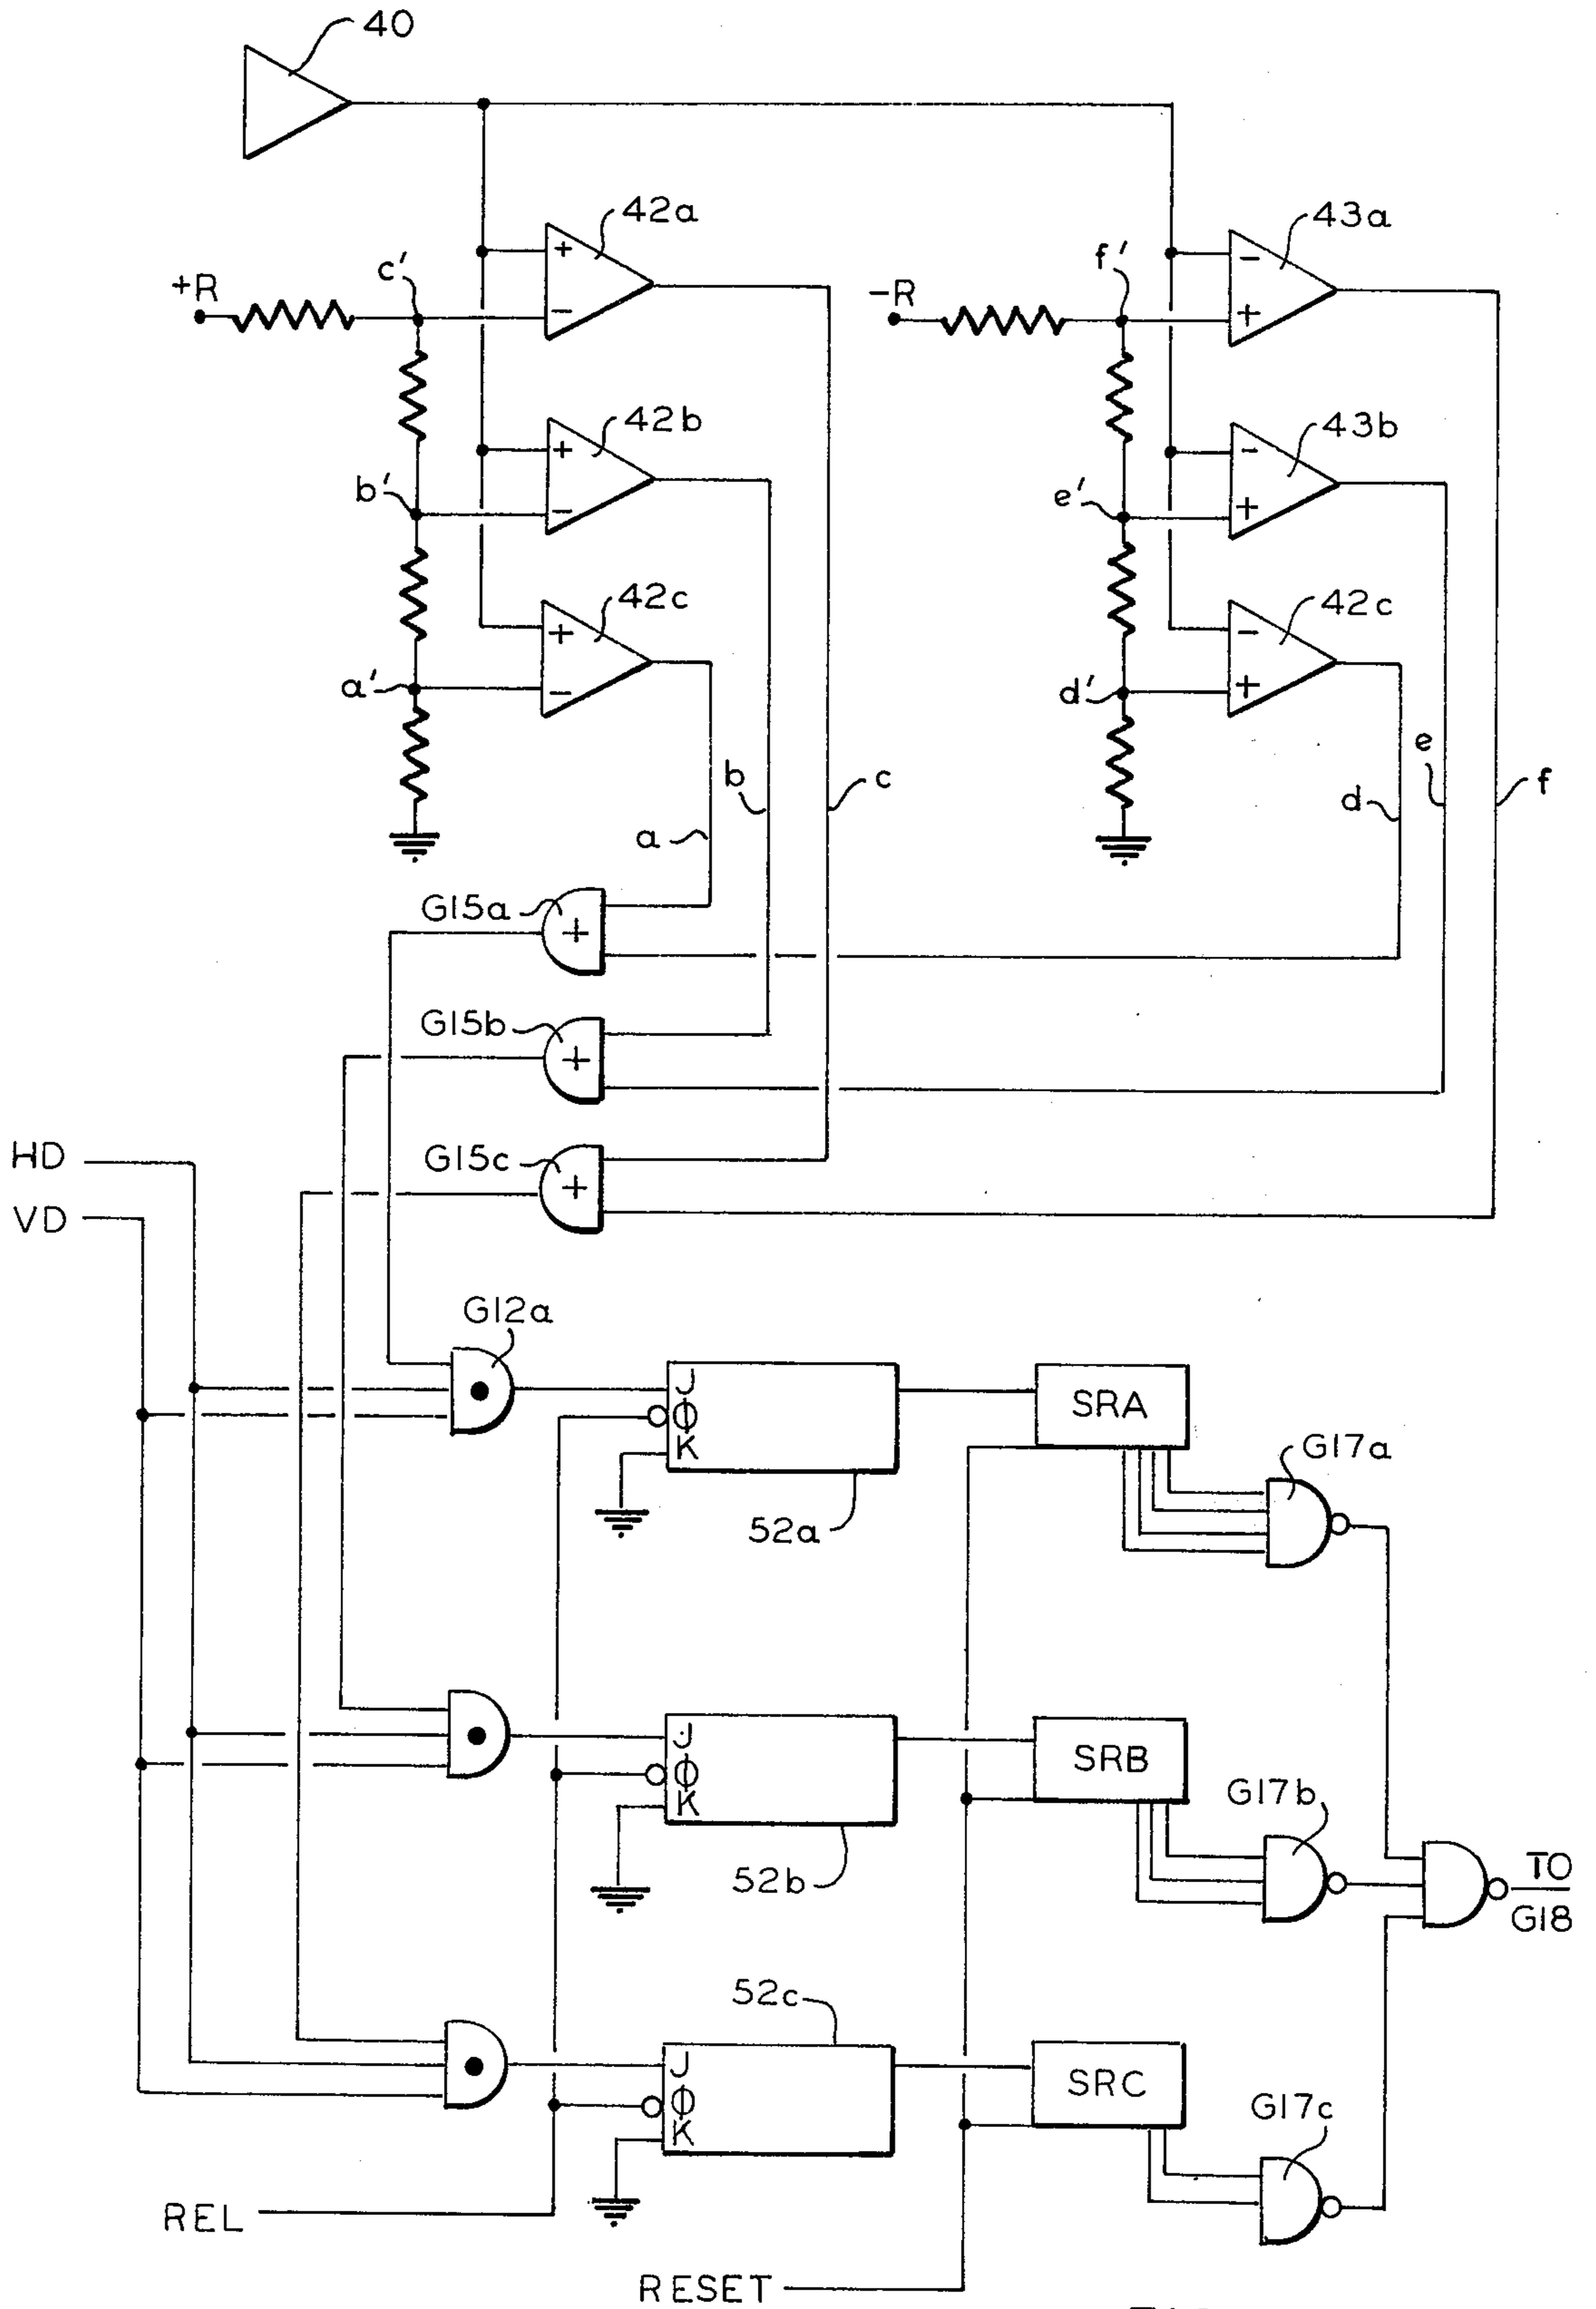 40
42a
43a
c'
f'
+R
-R
+
-
-
+
42b
43b
b'
e'
+
-
-
+
42c
42c
a'
d'
+
-
-
+
b
c
a
e
d
f
G15a
+
G15b
+
HD
G15c
+
VD
G12a
J
ϕ
K
SRA
G17a
52a
J
ϕ
K
SRB
G17b
52b
TO
G18
52c
J
ϕ
K
SRC
G17c
REL
RESET